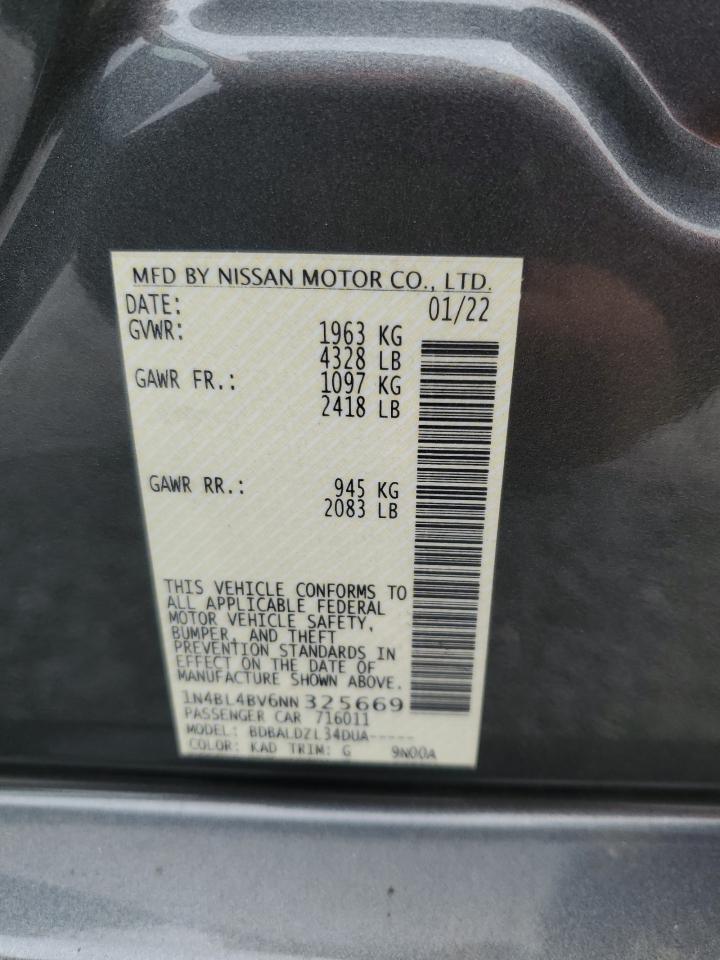 MFD BY NISSAN MOTOR CO., LTD.
DATE: 01/22
GVWR: 1963 KG
4328 LB
GAWR FR.: 1097 KG
2418 LB
GAWR RR.: 945 KG
2083 LB
THIS VEHICLE CONFORMS TO
ALL APPLICABLE FEDERAL
MOTOR VEHICLE SAFETY,
BUMPER, AND THEFT
PREVENTION STANDARDS IN
EFFECT ON THE DATE OF
MANUFACTURE SHOWN ABOVE.
1N4BL4BV6NN325669
PASSENGER CAR 716011
MODEL: BDBALDZL34DUA-----
COLOR: KAD TRIM: G 9N00A